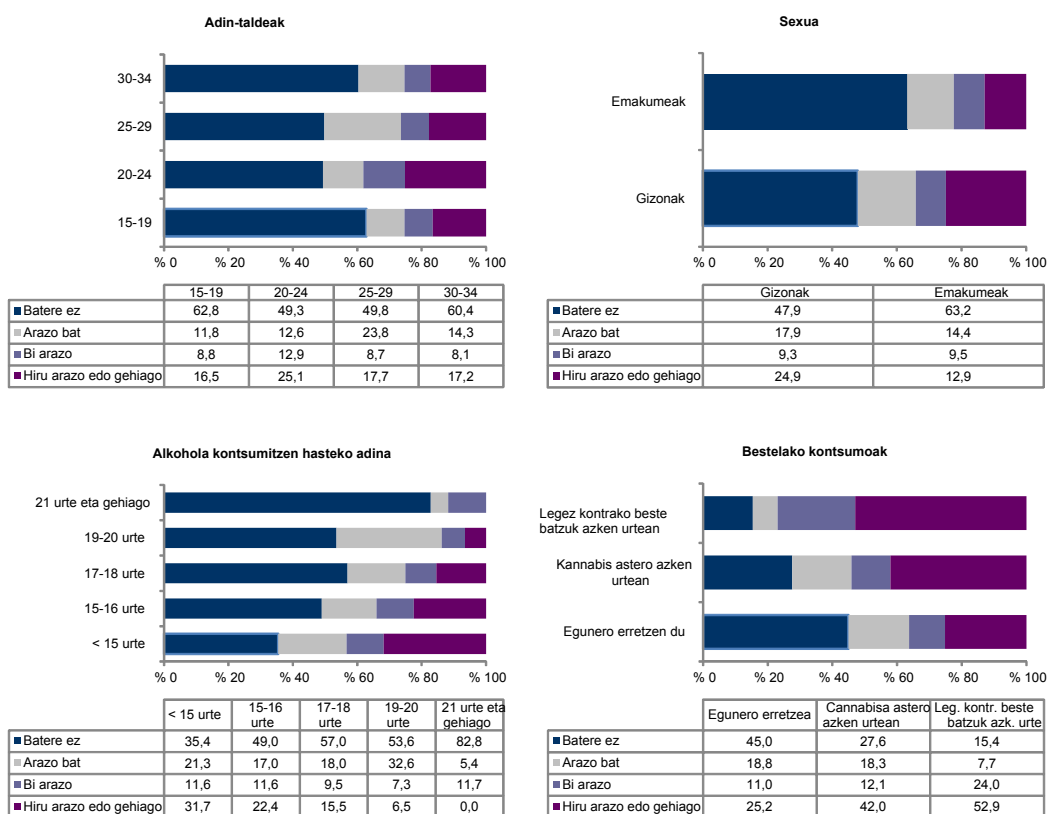 Adin-taldeak
30-34
25-29
20-24
15-19
% 0 % 20 % 40 % 60 % 80 % 100
15-19 20-24 25-29 30-34
Batere ez 62,8 49,3 49,8 60,4
Arazo bat 11,8 12,6 23,8 14,3
Bi arazo 8,8 12,9 8,7 8,1
Hiru arazo edo gehiago 16,5 25,1 17,7 17,2
Sexua
Emakumeak
Gizonak
% 0 % 20 % 40 % 60 % 80 % 100
Gizonak Emakumeak
Batere ez 47,9 63,2
Arazo bat 17,9 14,4
Bi arazo 9,3 9,5
Hiru arazo edo gehiago 24,9 12,9
Alkohola kontsumitzen hasteko adina
21 urte eta gehiago
19-20 urte
17-18 urte
15-16 urte
< 15 urte
% 0 % 20 % 40 % 60 % 80 % 100
< 15 urte 15-16 urte 17-18 urte 19-20 urte 21 urte eta gehiago
Batere ez 35,4 49,0 57,0 53,6 82,8
Arazo bat 21,3 17,0 18,0 32,6 5,4
Bi arazo 11,6 11,6 9,5 7,3 11,7
Hiru arazo edo gehiago 31,7 22,4 15,5 6,5 0,0
Bestelako kontsumoak
Legez kontrako beste
batzuk azken urtean
Kannabis astero azken
urtean
Egunero erretzen du
% 0 % 20 % 40 % 60 % 80 % 100
Egunero erretzea Cannabisa astero azken urtean Leg. kontr. beste batzuk azk. urte
Batere ez 45,0 27,6 15,4
Arazo bat 18,8 18,3 7,7
Bi arazo 11,0 12,1 24,0
Hiru arazo edo gehiago 25,2 42,0 52,9